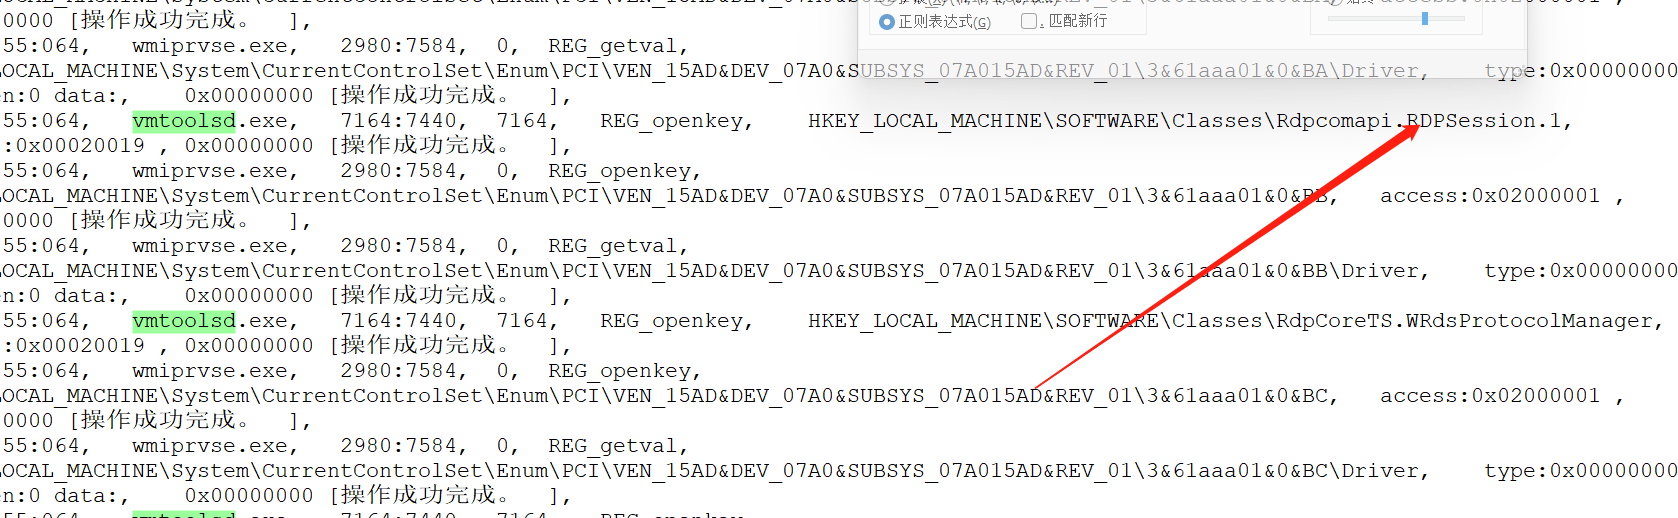 0000 [操作成功完成。  ],
正则表达式(G)  . 匹配新行
55:064,   wmiprvse.exe,   2980:7584,  0,  REG_getval,
LOCAL_MACHINE\System\CurrentControlSet\Enum\PCI\VEN_15AD&DEV_07A0&SUBSYS_07A015AD&REV_01\3&61aaa01&0&BA\Driver,   type:0x00000000
en:0 data:,   0x00000000 [操作成功完成。  ],
55:064,   vmtoolsd.exe,   7164:7440,  7164,   REG_openkey,   HKEY_LOCAL_MACHINE\SOFTWARE\Classes\Rdpcomapi.RDPSession.1,
:0x00020019 , 0x00000000 [操作成功完成。  ],
55:064,   wmiprvse.exe,   2980:7584,  0,  REG_openkey,
LOCAL_MACHINE\System\CurrentControlSet\Enum\PCI\VEN_15AD&DEV_07A0&SUBSYS_07A015AD&REV_01\3&61aaa01&0&BB,   access:0x02000001 ,
0000 [操作成功完成。  ],
55:064,   wmiprvse.exe,   2980:7584,  0,  REG_getval,
LOCAL_MACHINE\System\CurrentControlSet\Enum\PCI\VEN_15AD&DEV_07A0&SUBSYS_07A015AD&REV_01\3&61aaa01&0&BB\Driver,   type:0x00000000
en:0 data:,   0x00000000 [操作成功完成。  ],
55:064,   vmtoolsd.exe,   7164:7440,  7164,   REG_openkey,   HKEY_LOCAL_MACHINE\SOFTWARE\Classes\RdpCoreTS.WRdsProtocolManager,
:0x00020019 , 0x00000000 [操作成功完成。  ],
55:064,   wmiprvse.exe,   2980:7584,  0,  REG_openkey,
LOCAL_MACHINE\System\CurrentControlSet\Enum\PCI\VEN_15AD&DEV_07A0&SUBSYS_07A015AD&REV_01\3&61aaa01&0&BC,   access:0x02000001 ,
0000 [操作成功完成。  ],
55:064,   wmiprvse.exe,   2980:7584,  0,  REG_getval,
LOCAL_MACHINE\System\CurrentControlSet\Enum\PCI\VEN_15AD&DEV_07A0&SUBSYS_07A015AD&REV_01\3&61aaa01&0&BC\Driver,   type:0x00000000
en:0 data:,   0x00000000 [操作成功完成。  ],